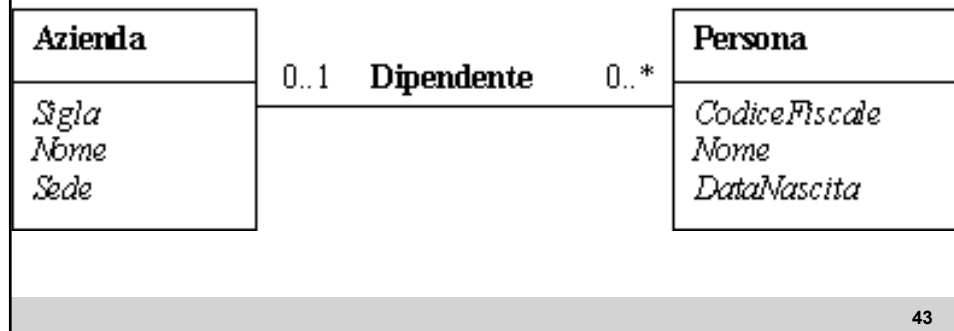 Azienda
Sigla
Nome
Sede
0..1 Dipendente 0..*
Persona
CodiceFiscale
Nome
DataNascita
43